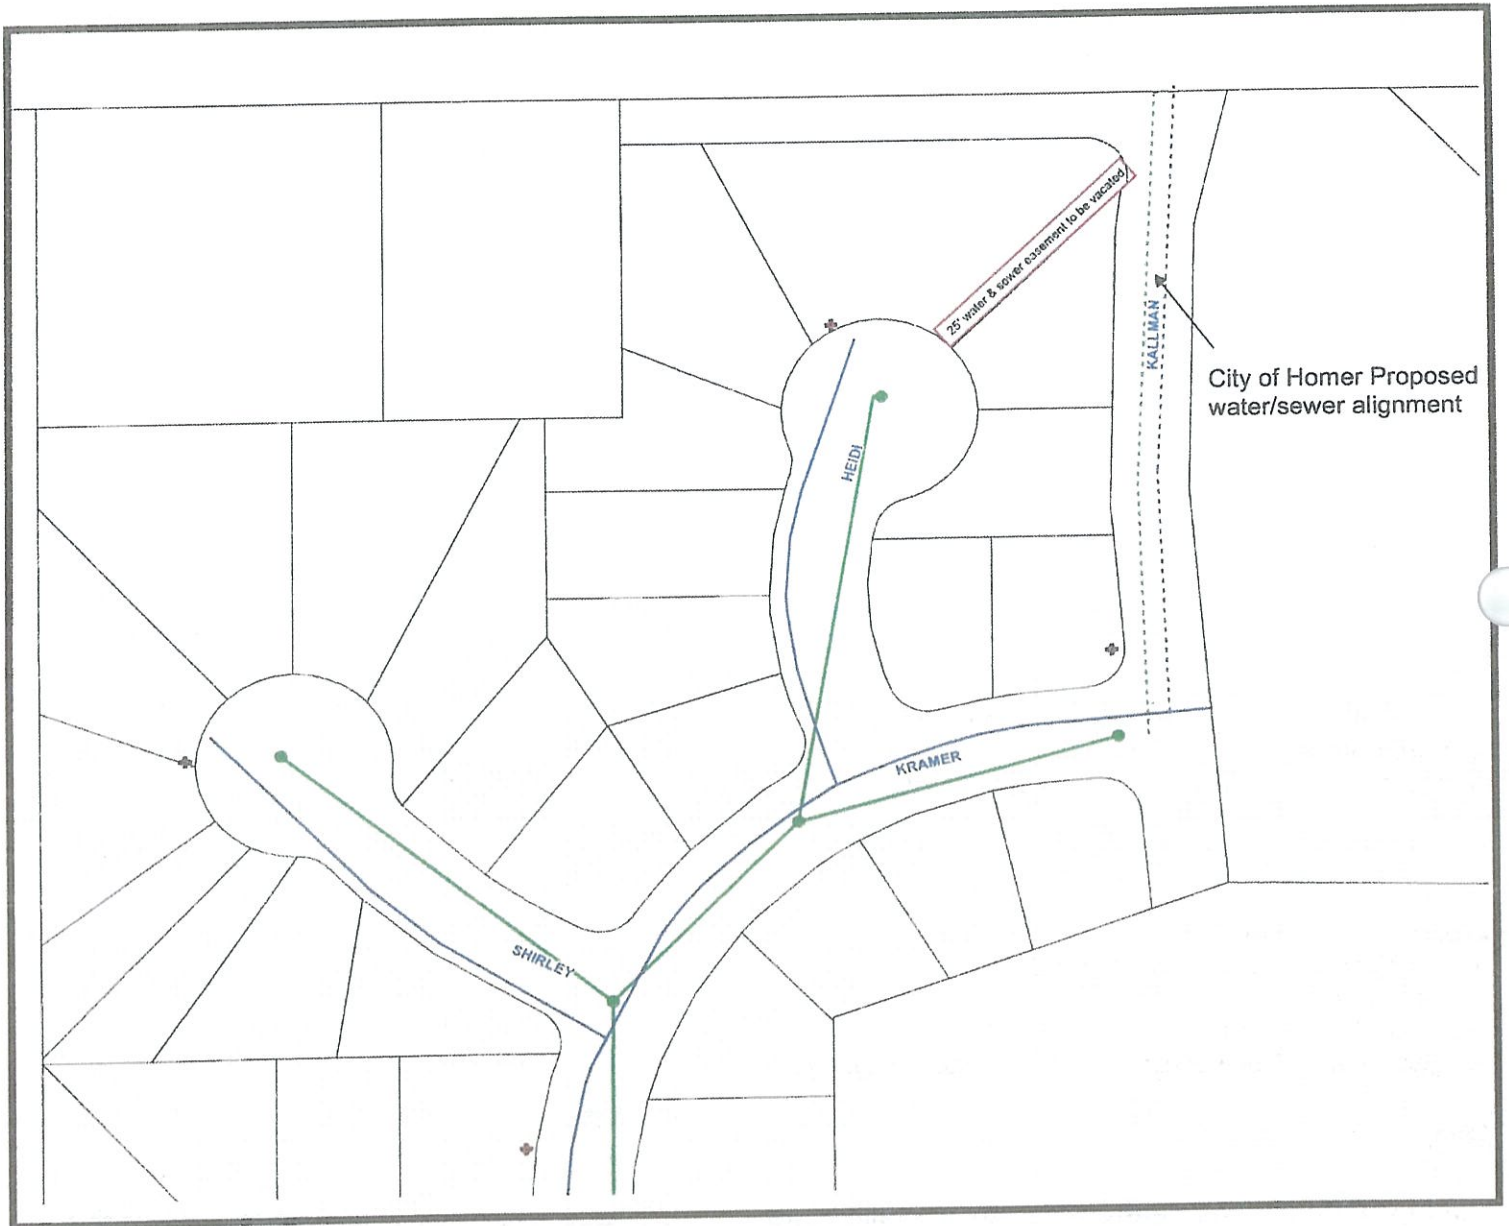 25' water & sewer easement to be vacated
KALLMAN
City of Homer Proposed
water/sewer alignment
HEIDI
KRAMER
SHIRLEY